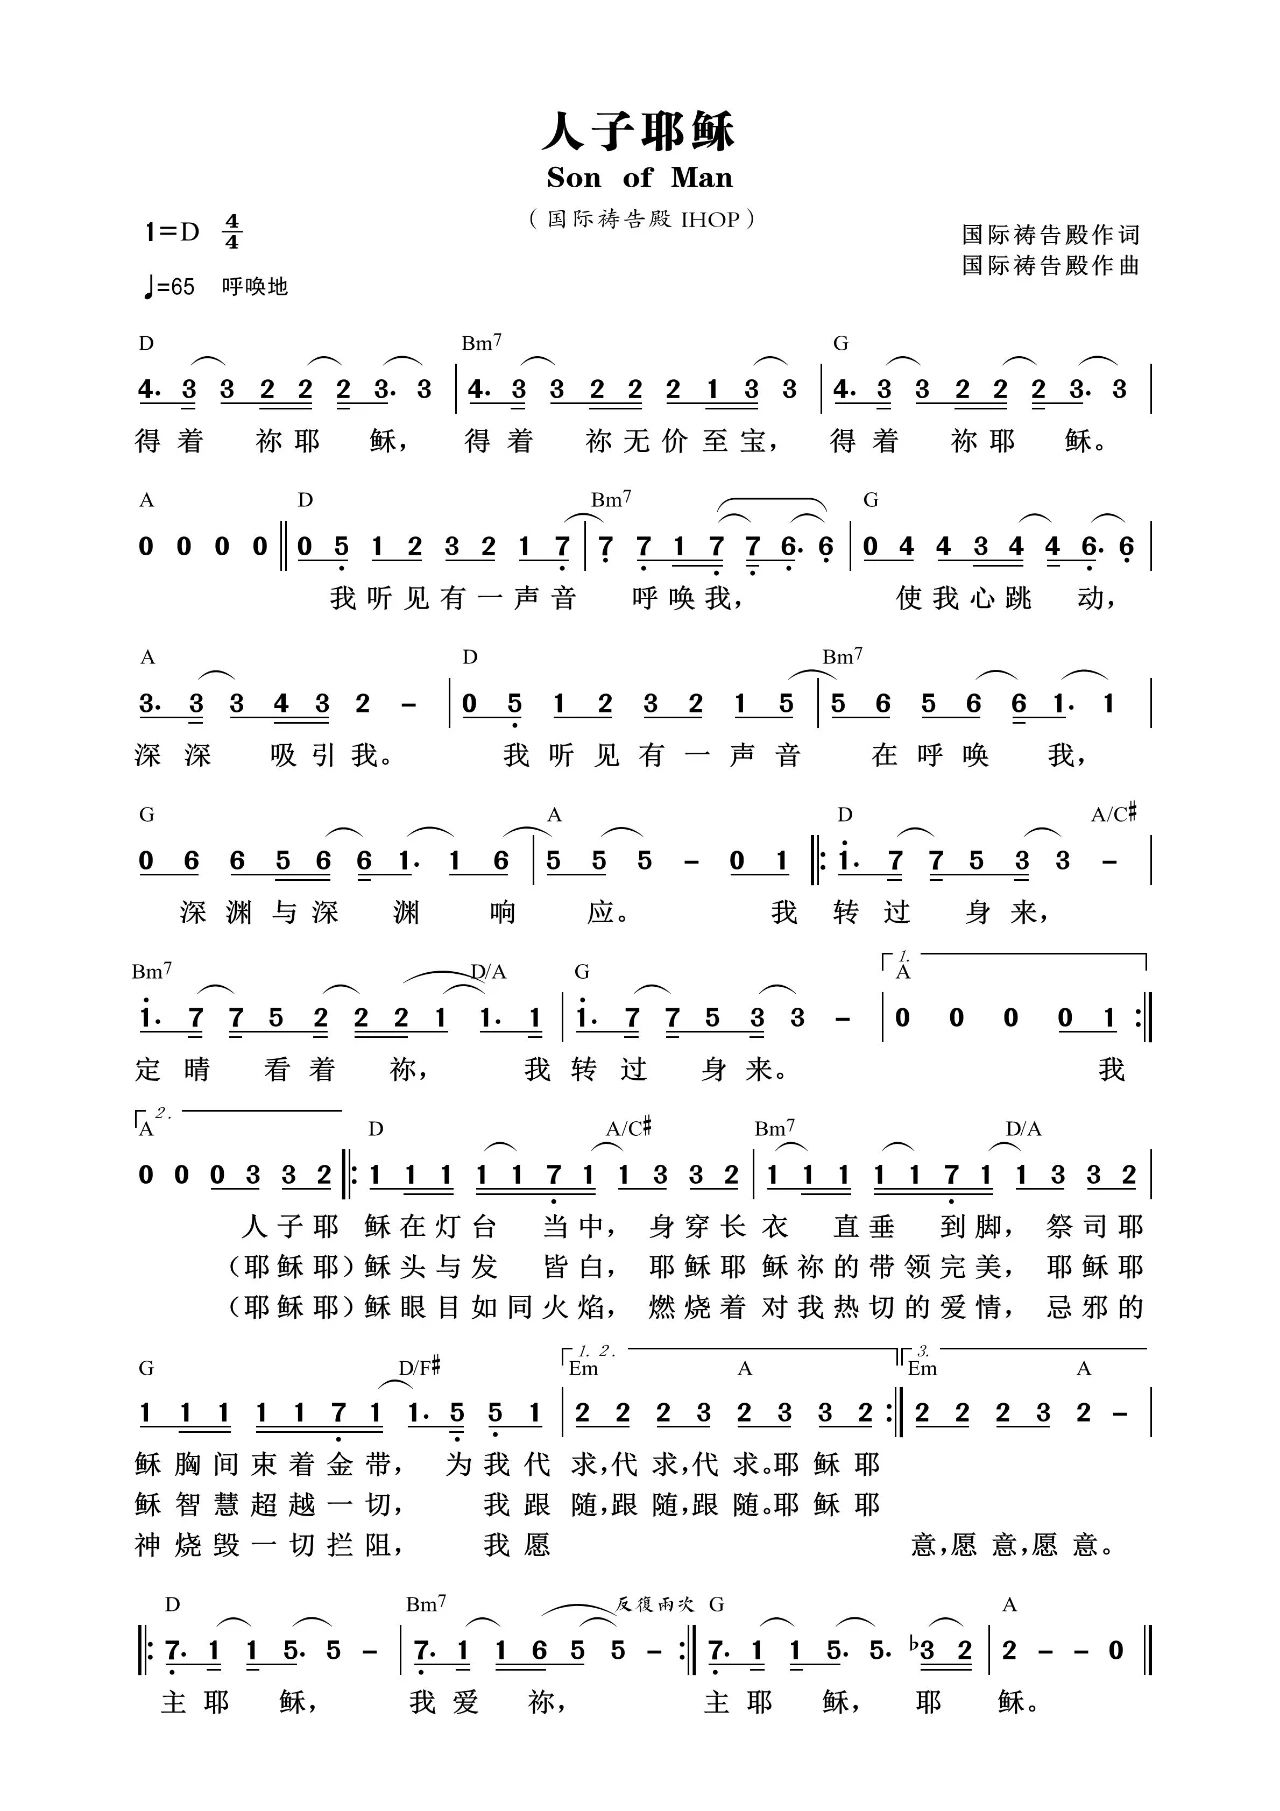 人子耶稣
Son of Man
（国际祷告殿 IHOP）
1=D 4/4
国际祷告殿作词
国际祷告殿作曲
♩=65 呼唤地
D Bm7 G
4. 3 3 2 2 2 3. 3 | 4. 3 3 2 2 2 1 3 3 | 4. 3 3 2 2 2 3. 3 |
得着 祢耶 稣， 得着 祢无价至宝， 得着 祢耶 稣。
A D Bm7 G
0 0 0 0 || 0 5 1 2 3 2 1 7 | 7 7 1 7 7 6. 6 | 0 4 4 3 4 4 6. 6 |
我听见有一声音 呼唤我， 使我心跳 动，
A D Bm7
3. 3 3 4 3 2 - | 0 5 1 2 3 2 1 5 | 5 6 5 6 6 1. 1 |
深深 吸引我。 我听见有一声音 在呼唤 我，
G A D A/C♯
0 6 6 5 6 6 1. 1 6 | 5 5 5 - 0 1 ||: 1. 7 7 5 3 3 - |
深渊与深 渊 响 应。 我 转过 身来，
Bm7 D/A G 1. A
1. 7 7 5 2 2 2 1 1. 1 | 1. 7 7 5 3 3 - | 0 0 0 0 1 :||
定晴 看着 祢， 我转过 身来。 我
2. A D A/C♯ Bm7 D/A
0 0 0 3 3 2 ||: 1 1 1 1 1 7 1 1 3 3 2 | 1 1 1 1 1 7 1 1 3 3 2 |
人子耶 稣在灯台 当中， 身穿长衣 直垂 到脚， 祭司耶
（耶稣耶）稣头与发 皆白， 耶稣耶稣祢的带领完美， 耶稣耶
（耶稣耶）稣眼目如同火焰， 燃烧着对我热切的爱情， 忌邪的
G D/F♯ 1. 2. Em A 3. Em A
1 1 1 1 1 7 1 1. 5 5 1 | 2 2 2 3 2 3 3 2 :|| 2 2 2 3 2 - |
稣胸间束着金带， 为我代求，代求，代求。耶稣耶
稣智慧超越一切， 我跟随，跟随，跟随。耶稣耶
神烧毁一切拦阻， 我愿 意，愿意，愿意。
D Bm7 反復兩次 G A
||: 7. 1 1 5. 5 - | 7. 1 1 6 5 5 - :|| 7. 1 1 5. 5. ♭3 2 | 2 - - 0 ||
主耶 稣， 我爱 祢， 主耶 稣， 耶 稣。